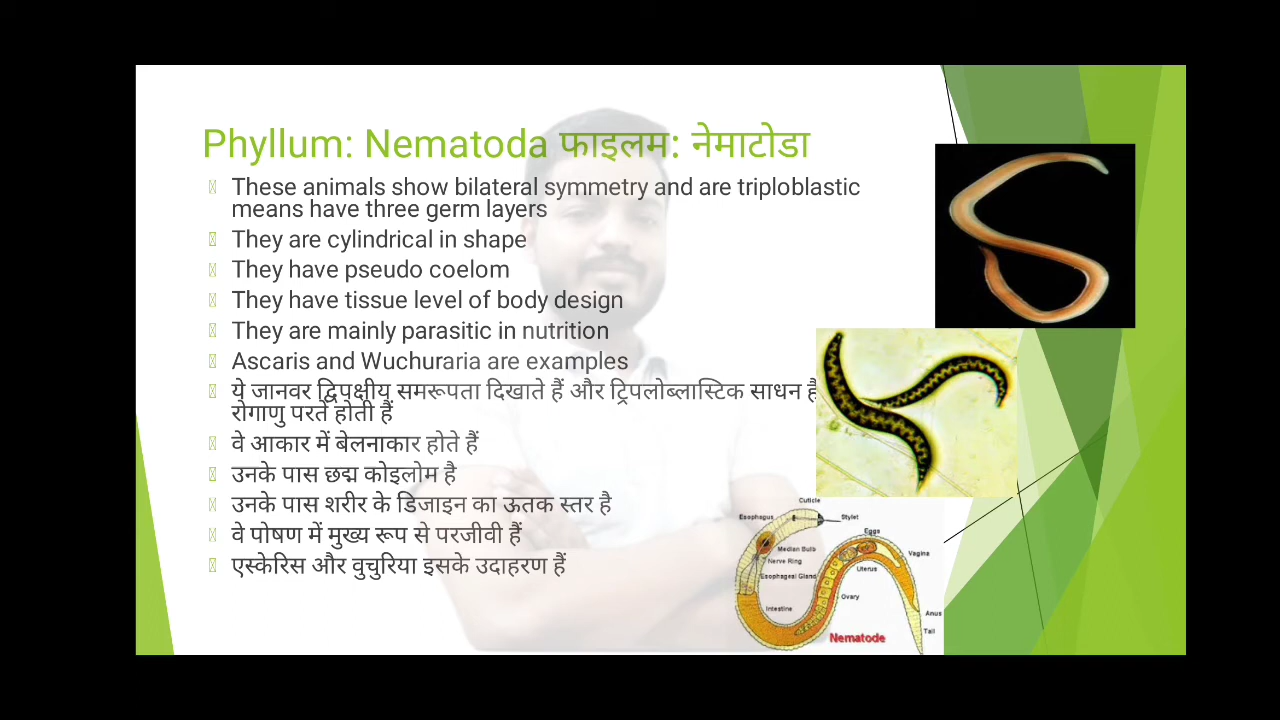 Phyllum: Nematoda फाइलम: नेमाटोडा
These animals show bilateral symmetry and are triploblastic
means have three germ layers
They are cylindrical in shape
They have pseudo coelom
They have tissue level of body design
They are mainly parasitic in nutrition
Ascaris and Wuchuraria are examples
ये जानवर द्विपक्षीय समरूपता दिखाते हैं और ट्रिपलोब्लास्टिक साधन हैं
रोगाणु परतें होती हैं
वे आकार में बेलनाकार होते हैं
उनके पास छद्म कोइलोम है
उनके पास शरीर के डिजाइन का ऊतक स्तर है
वे पोषण में मुख्य रूप से परजीवी हैं
एस्केरिस और वुचुरिया इसके उदाहरण हैं
Cuticle
Esophagus
Stylet
Eggs
Median Bulb
Vagina
Nerve Ring
Uterus
Esophageal Gland
Ovary
Intestine
Anus
Tail
Nematode